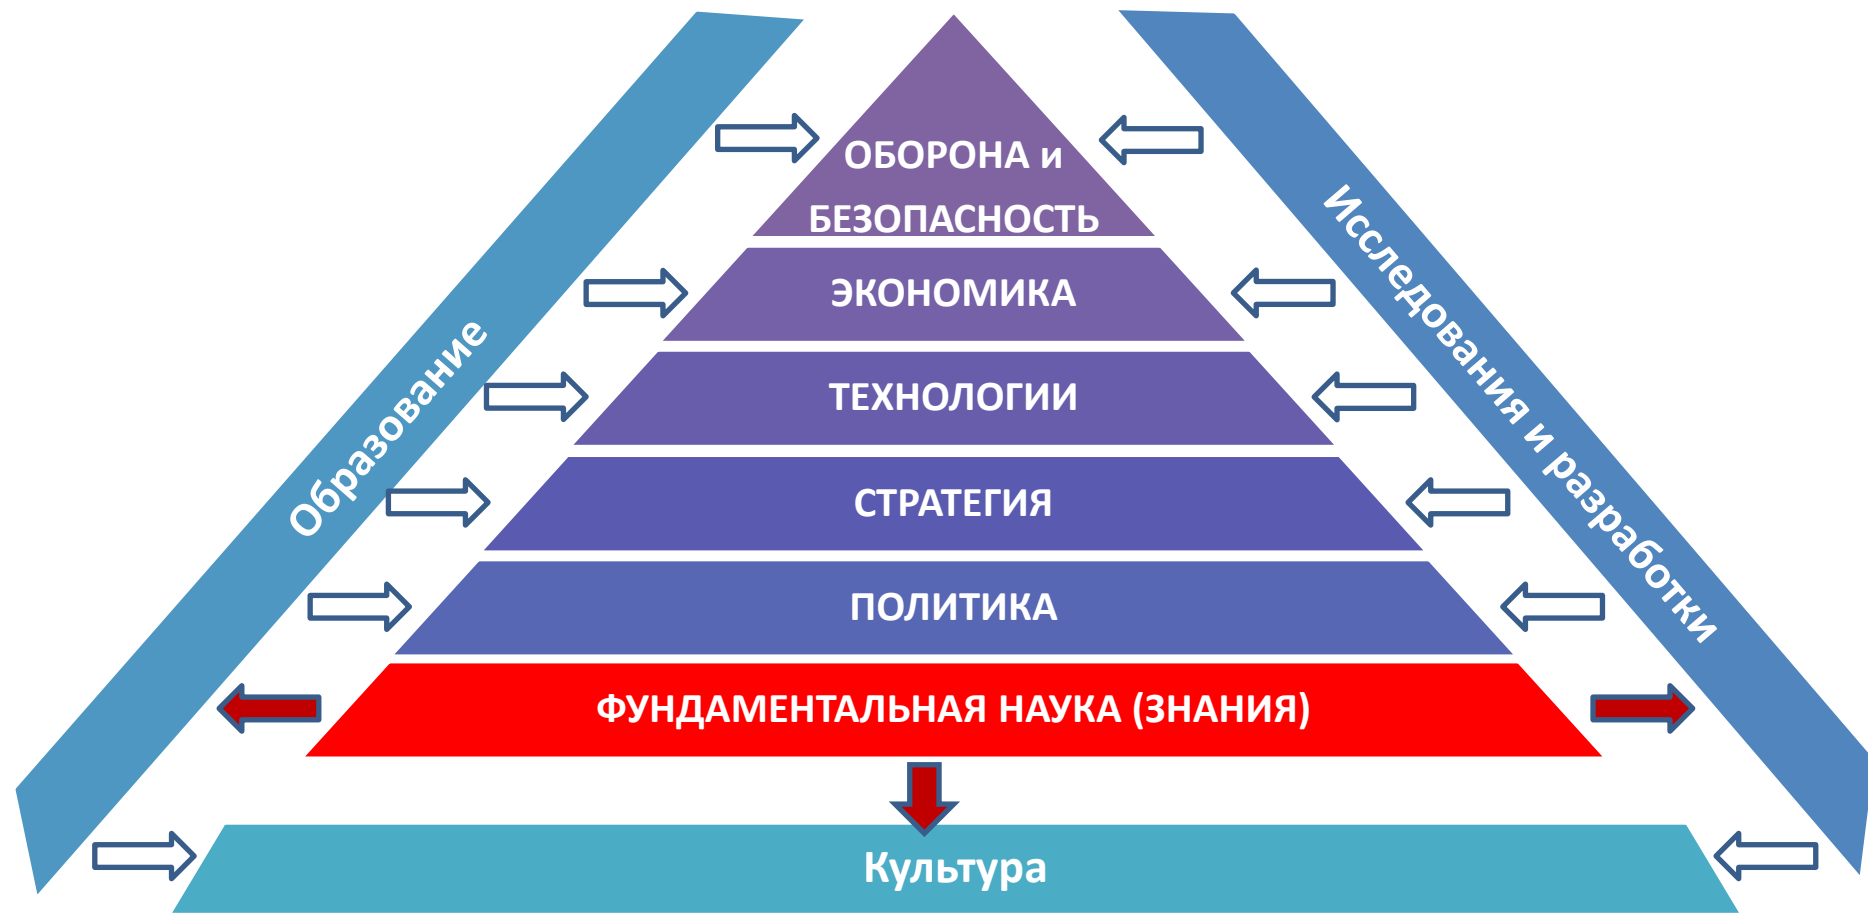 ОБОРОНА и
БЕЗОПАСНОСТЬ
ЭКОНОМИКА
ТЕХНОЛОГИИ
СТРАТЕГИЯ
ПОЛИТИКА
ФУНДАМЕНТАЛЬНАЯ НАУКА (ЗНАНИЯ)
Культура
Образование
Исследования и разработки